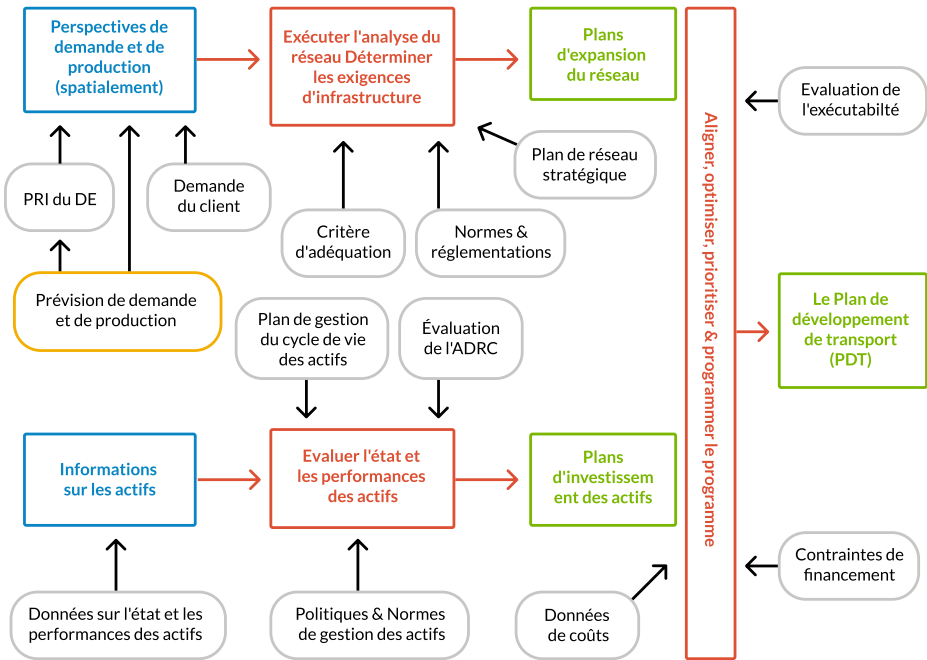 Perspectives de
demande et de
production
(spatialement)
Exécuter l'analyse du
réseau Déterminer
les exigences
d'infrastructure
Plans
d'expansion
du réseau
Evaluation de
l'exécutabilté
PRI du DE
Demande
du client
Plan de réseau
stratégique
Critère
d'adéquation
Normes &
réglementations
Prévision de demande
et de production
Plan de gestion
du cycle de vie
des actifs
Évaluation
de l'ADRC
Aligner, optimiser, prioritiser & programmer le programme
Le Plan de
développement
de transport
(PDT)
Informations
sur les actifs
Evaluer l'état et
les performances
des actifs
Plans
d'investissem
ent des actifs
Données sur l'état et les
performances des actifs
Politiques & Normes
de gestion des actifs
Données
de coûts
Contraintes de
financement